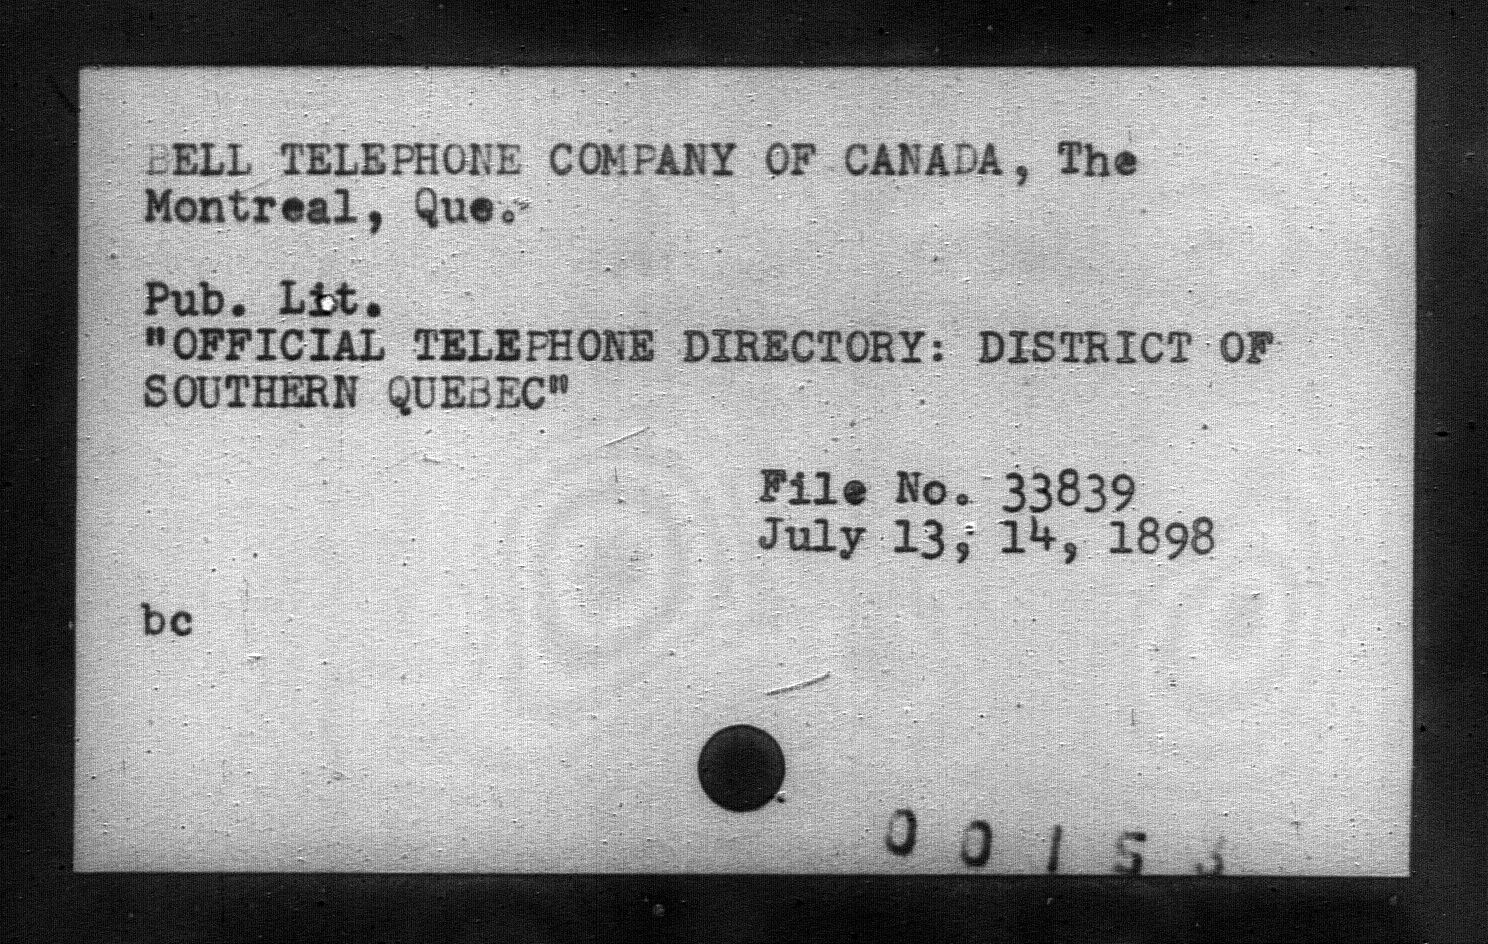 BELL TELEPHONE COMPANY OF CANADA, The
Montreal, Que.
Pub. Lit.
"OFFICIAL TELEPHONE DIRECTORY: DISTRICT OF
SOUTHERN QUEBEC"
File No. 33839
July 13, 14, 1898
bc
00153